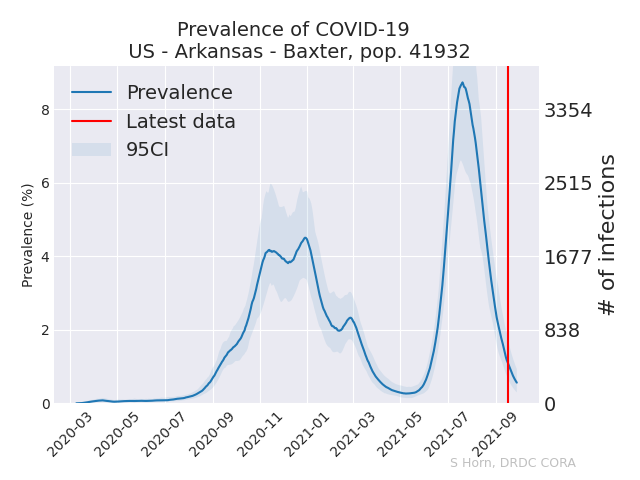 Prevalence of COVID-19
US - Arkansas - Baxter, pop. 41932
Prevalence
Latest data
95CI
Prevalence (%)
8
6
4
2
0
# of infections
3354
2515
1677
838
0
2020-03
2020-05
2020-07
2020-09
2020-11
2021-01
2021-03
2021-05
2021-07
2021-09
S Horn, DRDC CORA